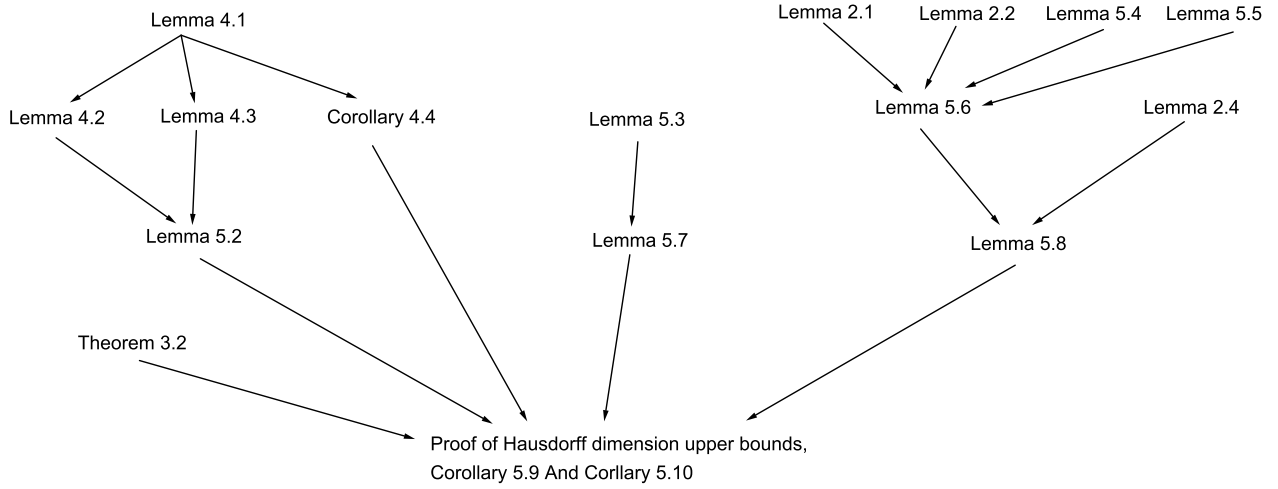 Lemma 4.1
Lemma 2.1
Lemma 2.2
Lemma 5.4
Lemma 5.5
Lemma 4.2
Lemma 4.3
Corollary 4.4
Lemma 5.3
Lemma 5.6
Lemma 2.4
Lemma 5.2
Lemma 5.7
Lemma 5.8
Theorem 3.2
Proof of Hausdorff dimension upper bounds,
Corollary 5.9 And Corllary 5.10